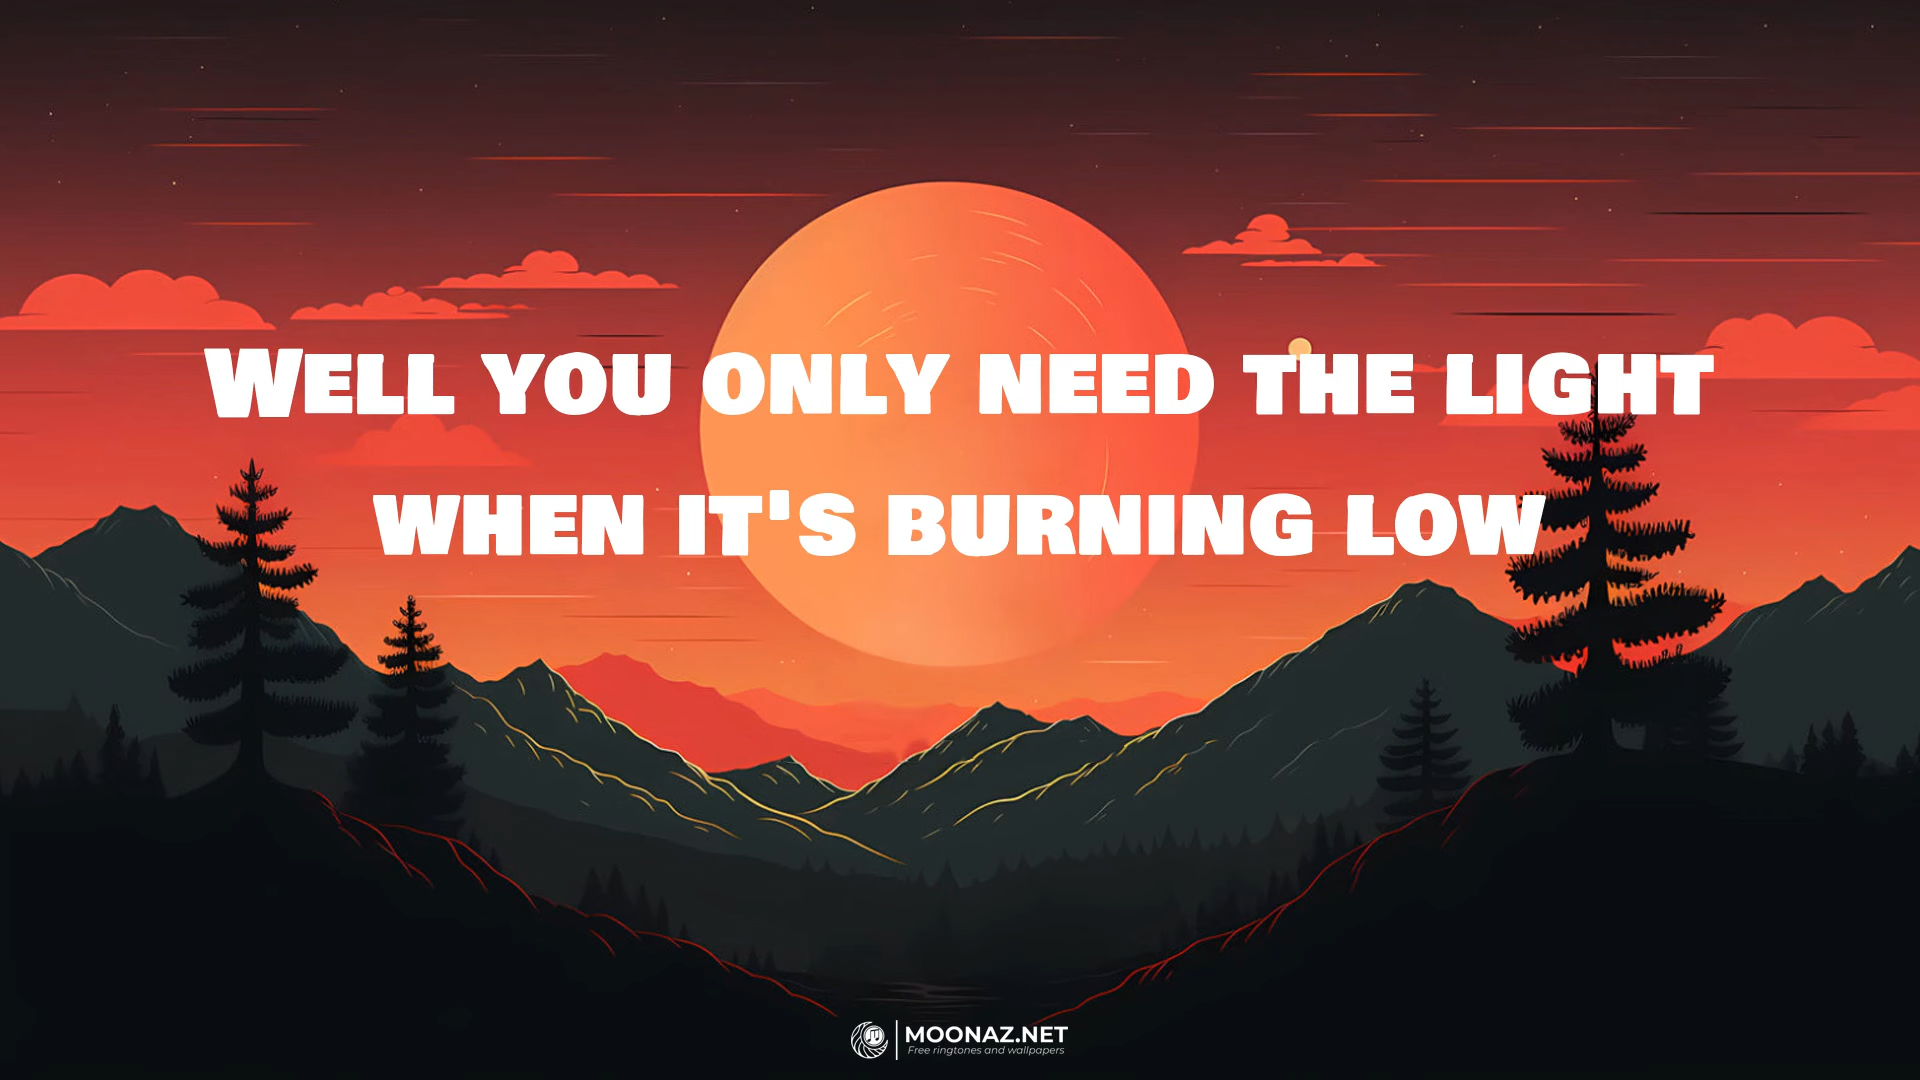 Well you only need the light
when it's burning low
MOONAZ.NET
Free ringtones and wallpapers